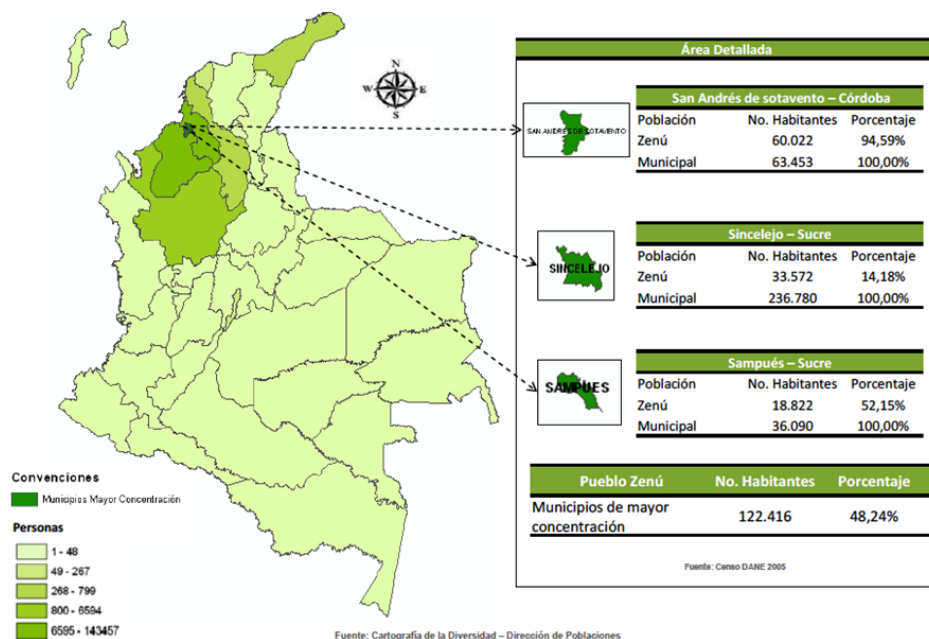 N
W E
S
Área Detallada
SAN ANDRÉS DE SOTAVENTO
San Andrés de sotavento – Córdoba
Población No. Habitantes Porcentaje
Zenú 60.022 94,59%
Municipal 63.453 100,00%
SINCELEJO
Sincelejo – Sucre
Población No. Habitantes Porcentaje
Zenú 33.572 14,18%
Municipal 236.780 100,00%
SAMPUES
Sampués – Sucre
Población No. Habitantes Porcentaje
Zenú 18.822 52,15%
Municipal 36.090 100,00%
Pueblo Zenú No. Habitantes Porcentaje
Municipios de mayor
concentración 122.416 48,24%
Fuente: Censo DANE 2005
Convenciones
Municipios Mayor Concentración
Personas
1 - 48
49 - 267
268 - 799
800 - 6594
6595 - 143457
Fuente: Cartografía de la Diversidad – Dirección de Poblaciones